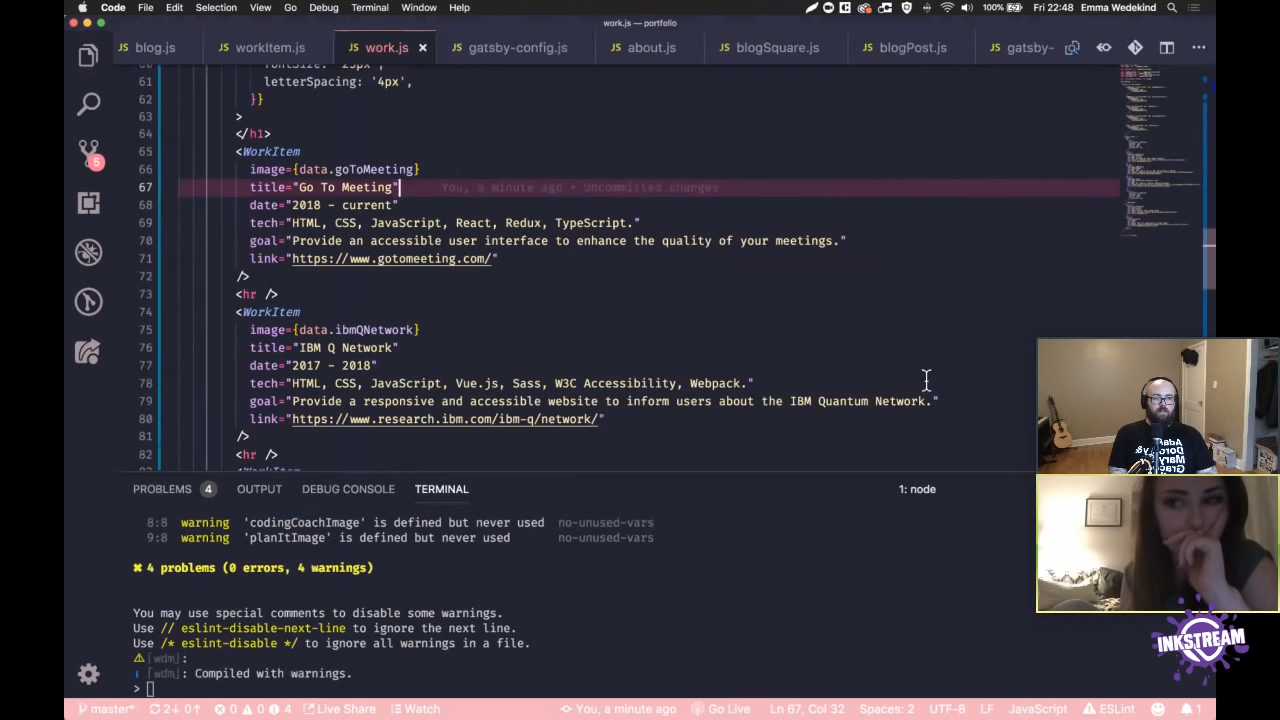 Code File Edit Selection View Go Debug Terminal Window Help 100% Fri 22:48 Emma Wedekind
work.js — portfolio
blog.js workItem.js work.js × gatsby-config.js about.js blogSquare.js blogPost.js gatsby-
61 letterSpacing: '4px',
62 }}
63 >
64 </h1>
65 <WorkItem
66 image={data.goToMeeting}
67 title="Go To Meeting" You, a minute ago • Uncommitted changes
68 date="2018 - current"
69 tech="HTML, CSS, JavaScript, React, Redux, TypeScript."
70 goal="Provide an accessible user interface to enhance the quality of your meetings."
71 link="https://www.gotomeeting.com/"
72 />
73 <hr />
74 <WorkItem
75 image={data.ibmQNetwork}
76 title="IBM Q Network"
77 date="2017 - 2018"
78 tech="HTML, CSS, JavaScript, Vue.js, Sass, W3C Accessibility, Webpack."
79 goal="Provide a responsive and accessible website to inform users about the IBM Quantum Network."
80 link="https://www.research.ibm.com/ibm-q/network/"
81 />
82 <hr />
5
PROBLEMS 4 OUTPUT DEBUG CONSOLE TERMINAL 1: node
8:8 warning 'codingCoachImage' is defined but never used no-unused-vars
9:8 warning 'planItImage' is defined but never used no-unused-vars
✖ 4 problems (0 errors, 4 warnings)
You may use special comments to disable some warnings.
Use // eslint-disable-next-line to ignore the next line.
Use /* eslint-disable */ to ignore all warnings in a file.
⚠ ｢wdm｣:
i ｢wdm｣: Compiled with warnings.
>
INKSTREAM
master* 2↓ 0↑ 0 0 4 Live Share Watch You, a minute ago Go Live Ln 67, Col 32 Spaces: 2 UTF-8 LF JavaScript ESLint 1